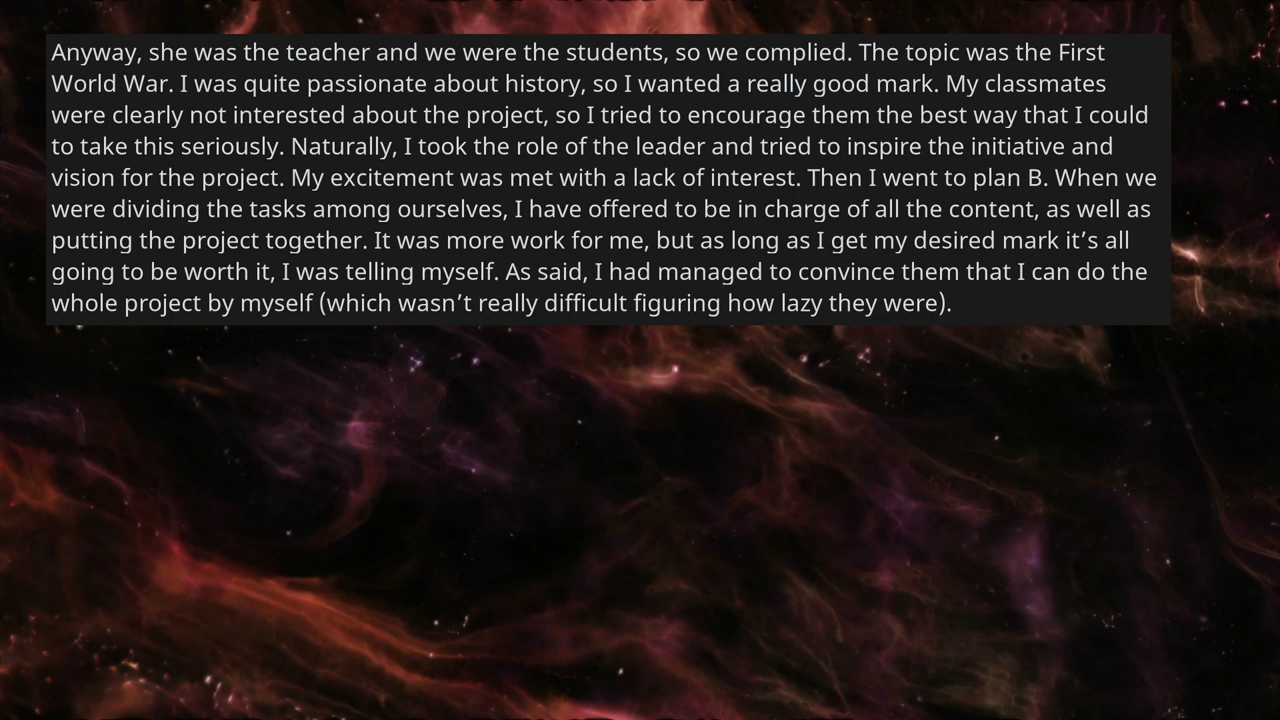 Anyway, she was the teacher and we were the students, so we complied. The topic was the First
World War. I was quite passionate about history, so I wanted a really good mark. My classmates
were clearly not interested about the project, so I tried to encourage them the best way that I could
to take this seriously. Naturally, I took the role of the leader and tried to inspire the initiative and
vision for the project. My excitement was met with a lack of interest. Then I went to plan B. When we
were dividing the tasks among ourselves, I have offered to be in charge of all the content, as well as
putting the project together. It was more work for me, but as long as I get my desired mark it’s all
going to be worth it, I was telling myself. As said, I had managed to convince them that I can do the
whole project by myself (which wasn’t really difficult figuring how lazy they were).